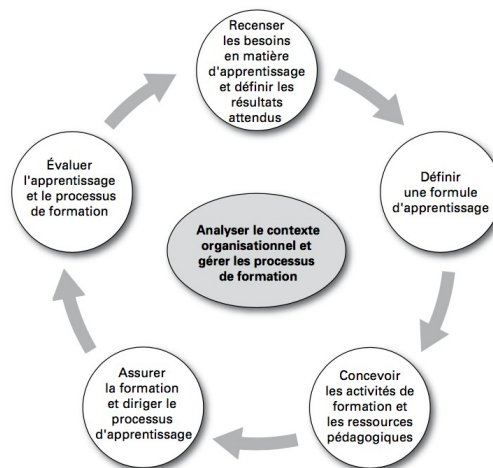 Recenser
les besoins
en matière
d'apprentissage
et définir les
résultats
attendus
Définir
une formule
d'apprentissage
Concevoir
les activités de
formation et
les ressources
pédagogiques
Assurer
la formation
et diriger le
processus
d'apprentissage
Évaluer
l'apprentissage
et le processus
de formation
Analyser le contexte
organisationnel et
gérer les processus
de formation